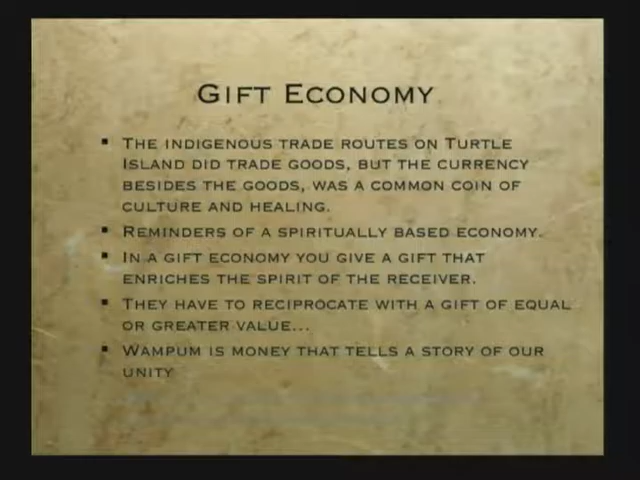 Gift Economy
▪ The indigenous trade routes on Turtle
Island did trade goods, but the currency
besides the goods, was a common coin of
culture and healing.
▪ Reminders of a spiritually based economy.
▪ In a gift economy you give a gift that
enriches the spirit of the receiver.
▪ They have to reciprocate with a gift of equal
or greater value...
▪ Wampum is money that tells a story of our
unity